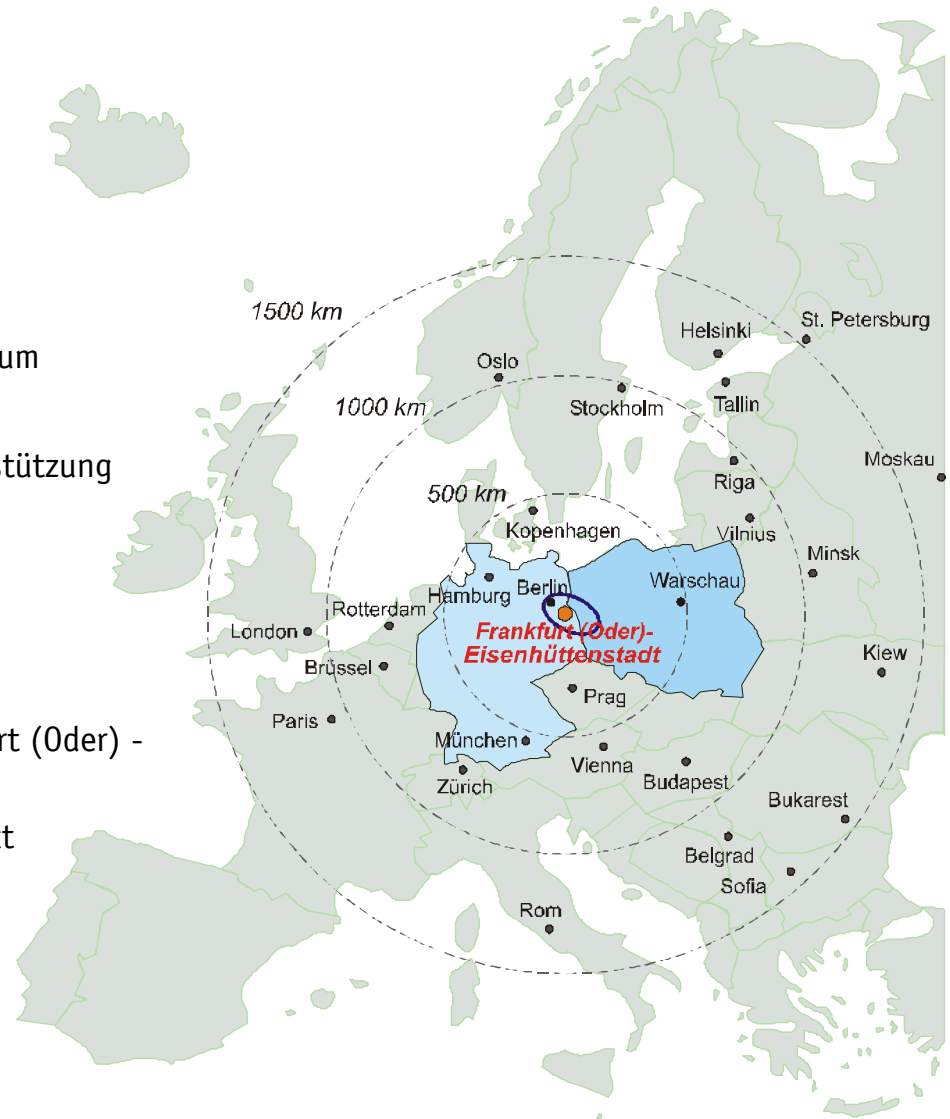 um
stützung
rt (Oder) -
kt
1500 km
1000 km
500 km
Helsinki
St. Petersburg
Oslo
Stockholm
Tallin
Riga
Moskau
Kopenhagen
Vilnius
Minsk
Hamburg
Berlin
Warschau
Rotterdam
London
Frankfurt (Oder)-
Eisenhüttenstadt
Brüssel
Kiew
Prag
Paris
München
Vienna
Zürich
Budapest
Bukarest
Belgrad
Sofia
Rom